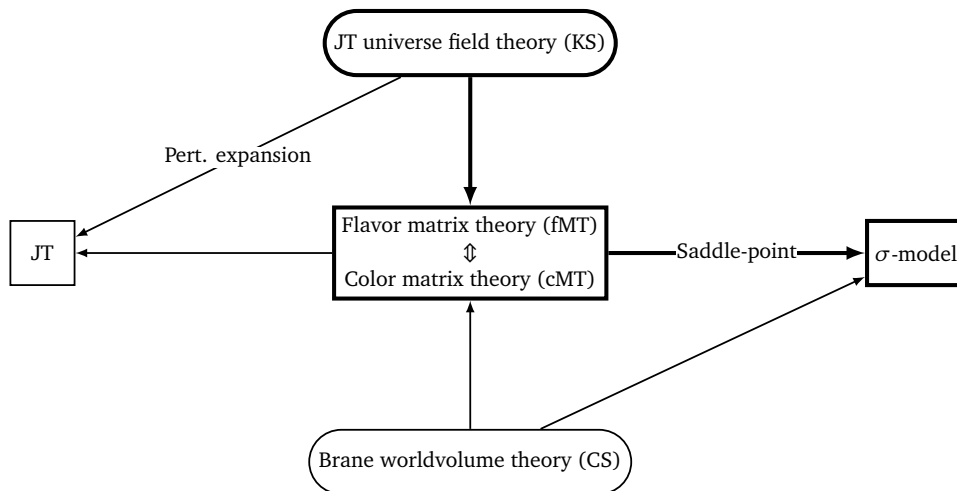 JT universe field theory (KS)
Pert. expansion
Flavor matrix theory (fMT)
⇕
Color matrix theory (cMT)
JT
Saddle-point
σ-model
Brane worldvolume theory (CS)